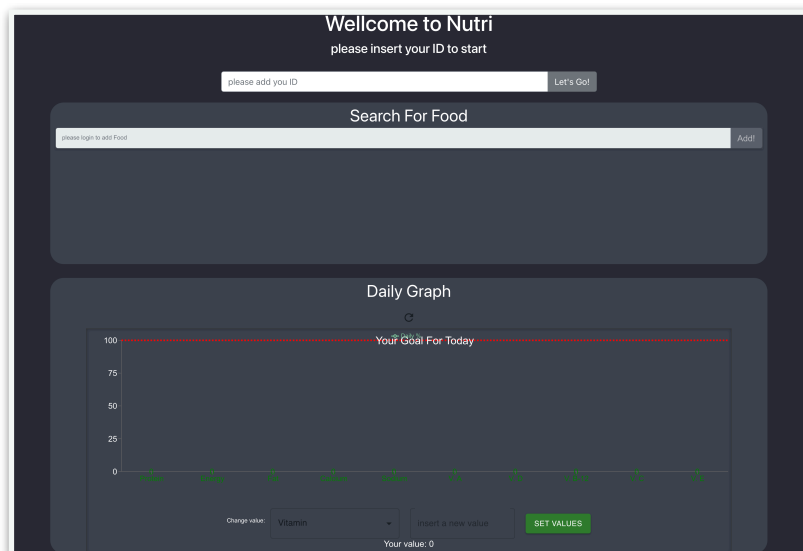 Wellcome to Nutri
please insert your ID to start
please add you ID
Let's Go!
Search For Food
please login to add Food
Add!
Daily Graph
Daily %
Your Goal For Today
100
75
50
25
0
Change value:
Vitamin
insert a new value
SET VALUES
Your value: 0